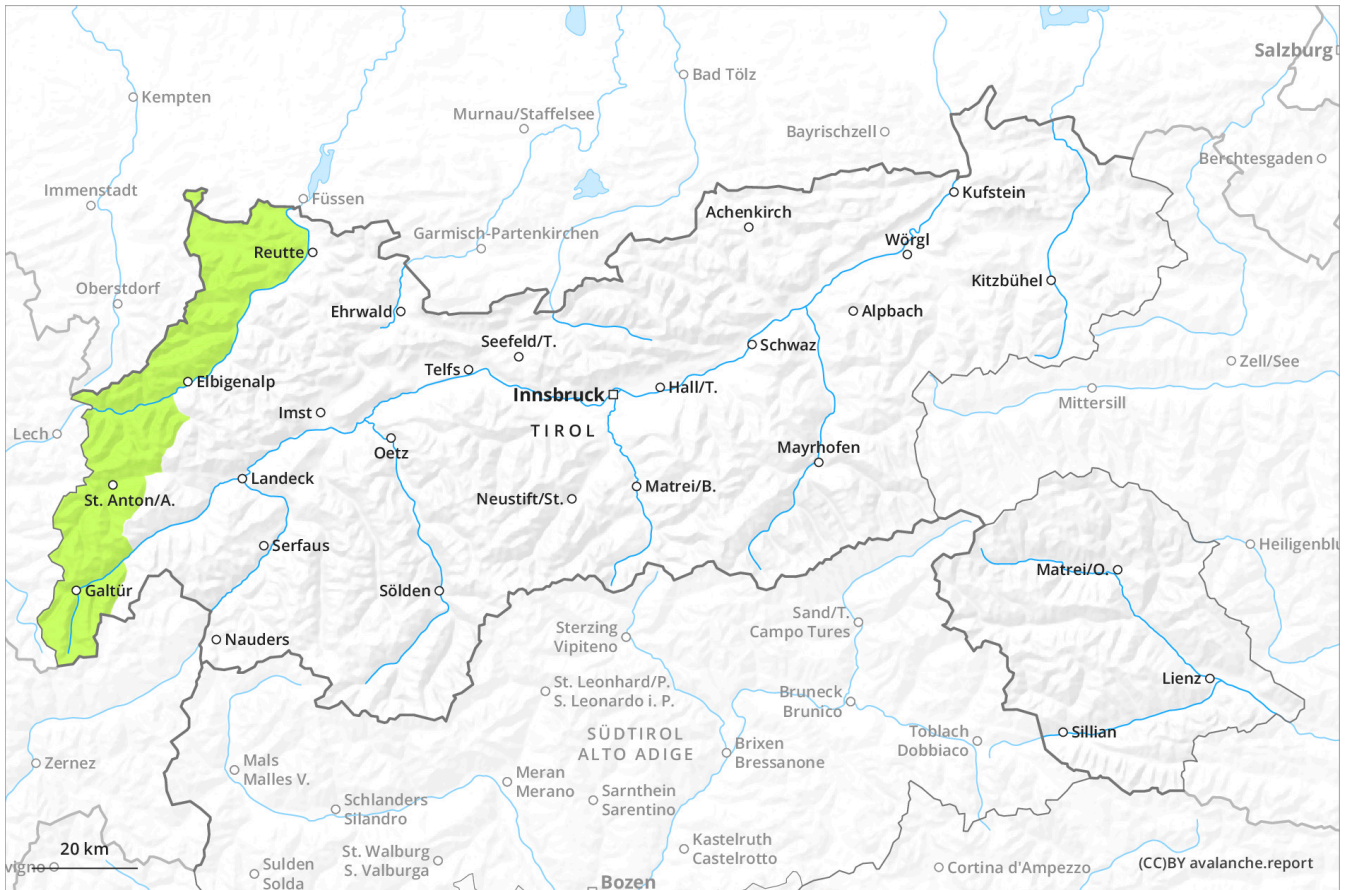 Salzburg
Bad Tölz
Kempten
Murnau/Staffelsee
Bayrischzell
Berchtesgaden
Immenstadt
Füssen
Kufstein
Achenkirch
Garmisch-Partenkirchen
Reutte
Wörgl
Oberstdorf
Kitzbühel
Ehrwald
Alpbach
Seefeld/T.
Schwaz
Zell/See
Telfs
Elbigenalp
Hall/T.
Innsbruck
Mittersill
Imst
Lech
TIROL
Oetz
Mayrhofen
Landeck
St. Anton/A.
Matrei/B.
Neustift/St.
Serfaus
Heiligenblu
Matrei/O.
Galtür
Sölden
Sand/T.
Campo Tures
Sterzing
Vipiteno
Nauders
Lienz
St. Leonhard/P.
S. Leonardo i. P.
Bruneck
Brunico
SÜDTIROL
ALTO ADIGE
Toblach
Dobbiaco
Sillian
Brixen
Bressanone
Zernez
Mals
Malles V.
Meran
Merano
Sarnthein
Sarentino
Schlanders
Silandro
Kastelruth
Castelrotto
20 km
St. Walburg
S. Valburga
vigno
Sulden
Solda
Cortina d'Ampezzo
(CC)BY avalanche.report
Bozen